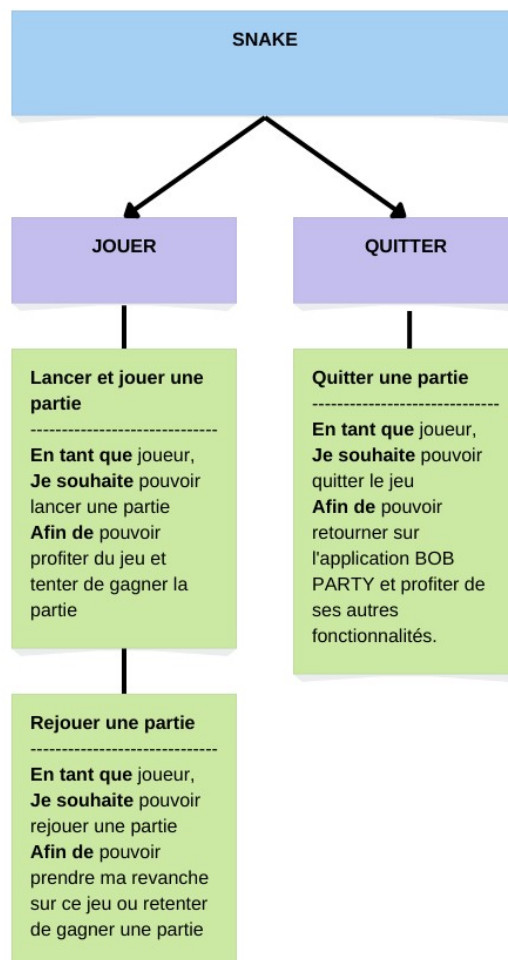 SNAKE
JOUER
QUITTER
Lancer et jouer une
partie
------------------------------
En tant que joueur,
Je souhaite pouvoir
lancer une partie
Afin de pouvoir
profiter du jeu et
tenter de gagner la
partie
Quitter une partie
------------------------------
En tant que joueur,
Je souhaite pouvoir
quitter le jeu
Afin de pouvoir
retourner sur
l'application BOB
PARTY et profiter de
ses autres
fonctionnalités.
Rejouer une partie
------------------------------
En tant que joueur,
Je souhaite pouvoir
rejouer une partie
Afin de pouvoir
prendre ma revanche
sur ce jeu ou retenter
de gagner une partie